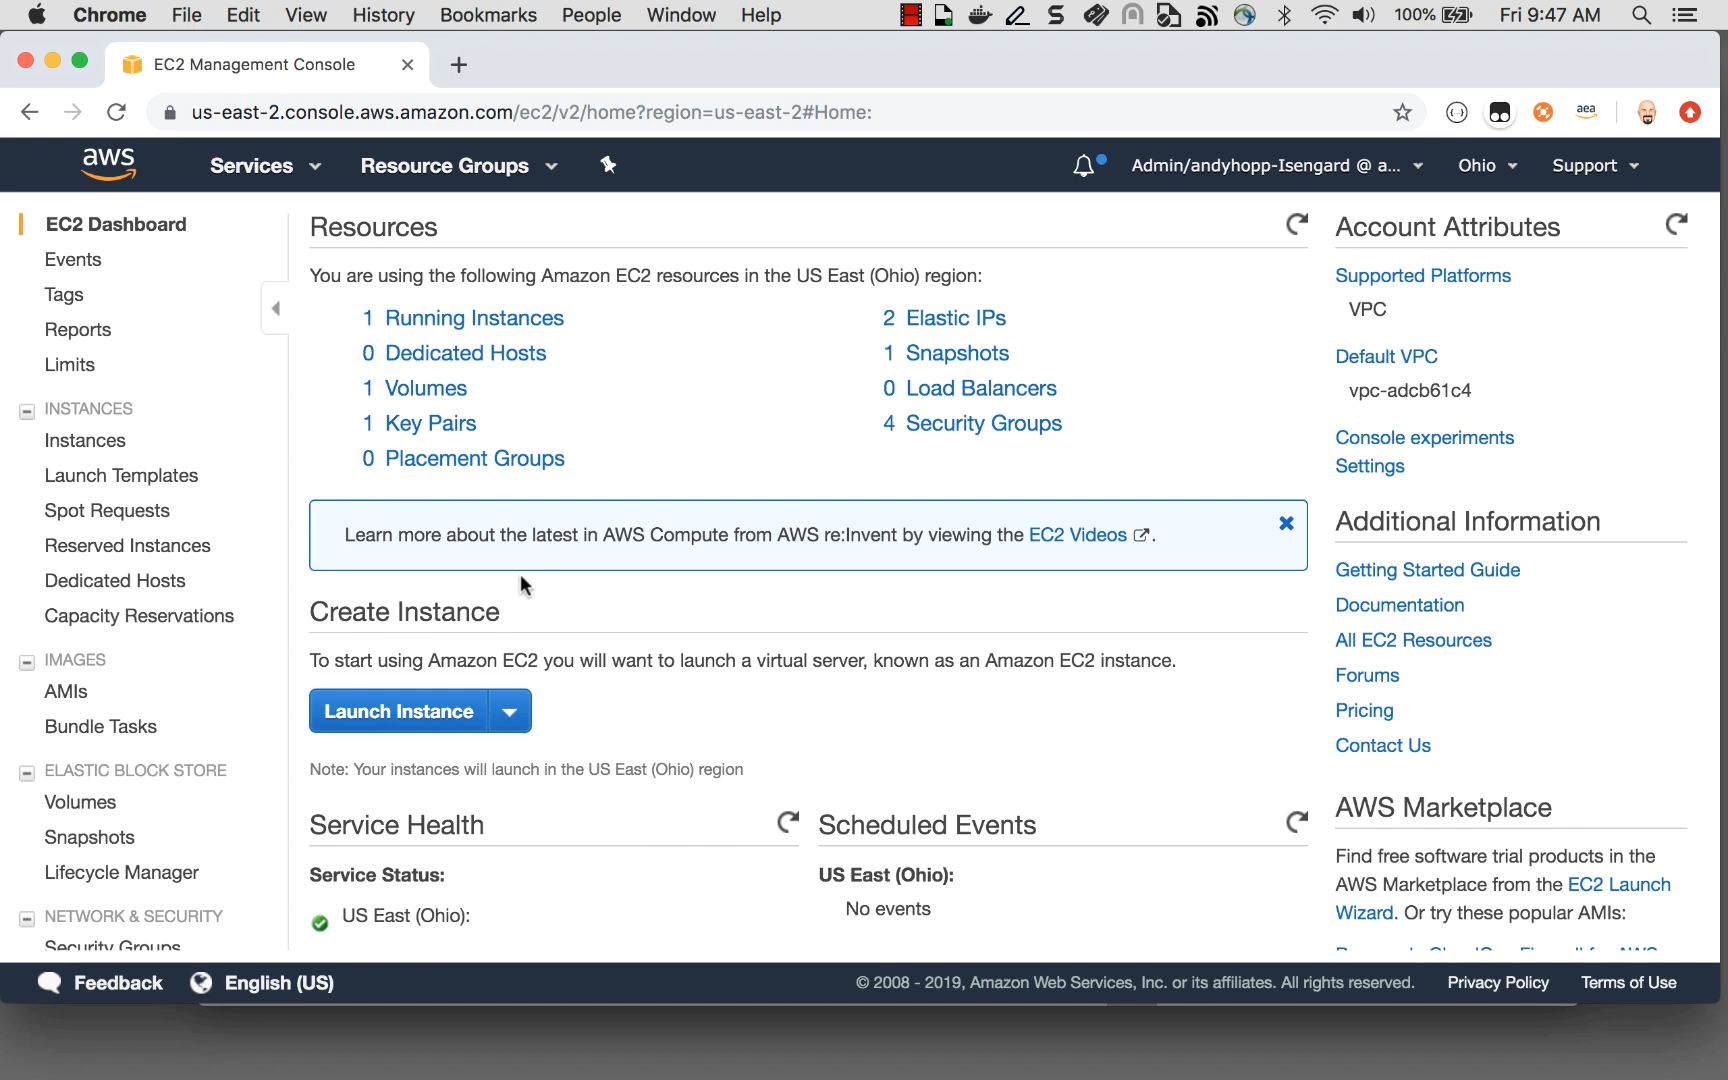 Chrome File Edit View History Bookmarks People Window Help 100% Fri 9:47 AM
EC2 Management Console
us-east-2.console.aws.amazon.com/ec2/v2/home?region=us-east-2#Home:
aea
aws Services Resource Groups Admin/andyhopp-Isengard @ a... Ohio Support
EC2 Dashboard
Events
Tags
Reports
Limits
INSTANCES
Instances
Launch Templates
Spot Requests
Reserved Instances
Dedicated Hosts
Capacity Reservations
IMAGES
AMIs
Bundle Tasks
ELASTIC BLOCK STORE
Volumes
Snapshots
Lifecycle Manager
NETWORK & SECURITY
Security Groups
Resources
You are using the following Amazon EC2 resources in the US East (Ohio) region:
1 Running Instances
0 Dedicated Hosts
1 Volumes
1 Key Pairs
0 Placement Groups
2 Elastic IPs
1 Snapshots
0 Load Balancers
4 Security Groups
Learn more about the latest in AWS Compute from AWS re:Invent by viewing the EC2 Videos.
Create Instance
To start using Amazon EC2 you will want to launch a virtual server, known as an Amazon EC2 instance.
Launch Instance
Note: Your instances will launch in the US East (Ohio) region
Service Health
Service Status:
US East (Ohio):
Scheduled Events
US East (Ohio):
No events
Account Attributes
Supported Platforms
VPC
Default VPC
vpc-adcb61c4
Console experiments
Settings
Additional Information
Getting Started Guide
Documentation
All EC2 Resources
Forums
Pricing
Contact Us
AWS Marketplace
Find free software trial products in the
AWS Marketplace from the EC2 Launch
Wizard. Or try these popular AMIs:
Feedback English (US) © 2008 - 2019, Amazon Web Services, Inc. or its affiliates. All rights reserved. Privacy Policy Terms of Use